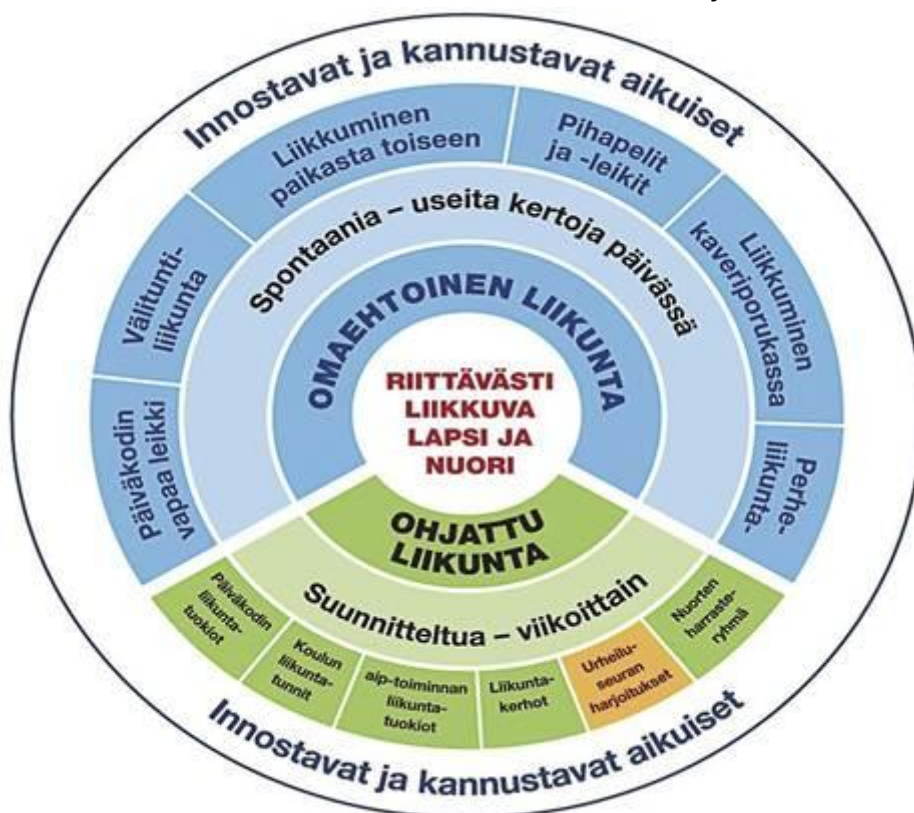 Innostavat ja kannustavat aikuiset
Liikkuminen
paikasta toiseen
Pihapelit
ja -leikit
Välitunti-
liikunta
Liikkuminen
kaveriporukassa
Päiväkodin
vapaa leikki
Perhe-
liikunta-
Spontaania – useita kertoja päivässä
OMAEHTOINEN LIIKUNTA
RIITTÄVÄSTI
LIIKKUVA
LAPSI JA
NUORI
OHJATTU
LIIKUNTA
Suunniteltua – viikoittain
Päiväkodin
liikunta-
tuokiot
Koulun
liikunta-
tunnit
aip-toiminnan
liikunta-
tuokiot
Liikunta-
kerhot
Urheilu-
seuran
harjoitukset
Nuorten
harraste-
ryhmä
Innostavat ja kannustavat aikuiset